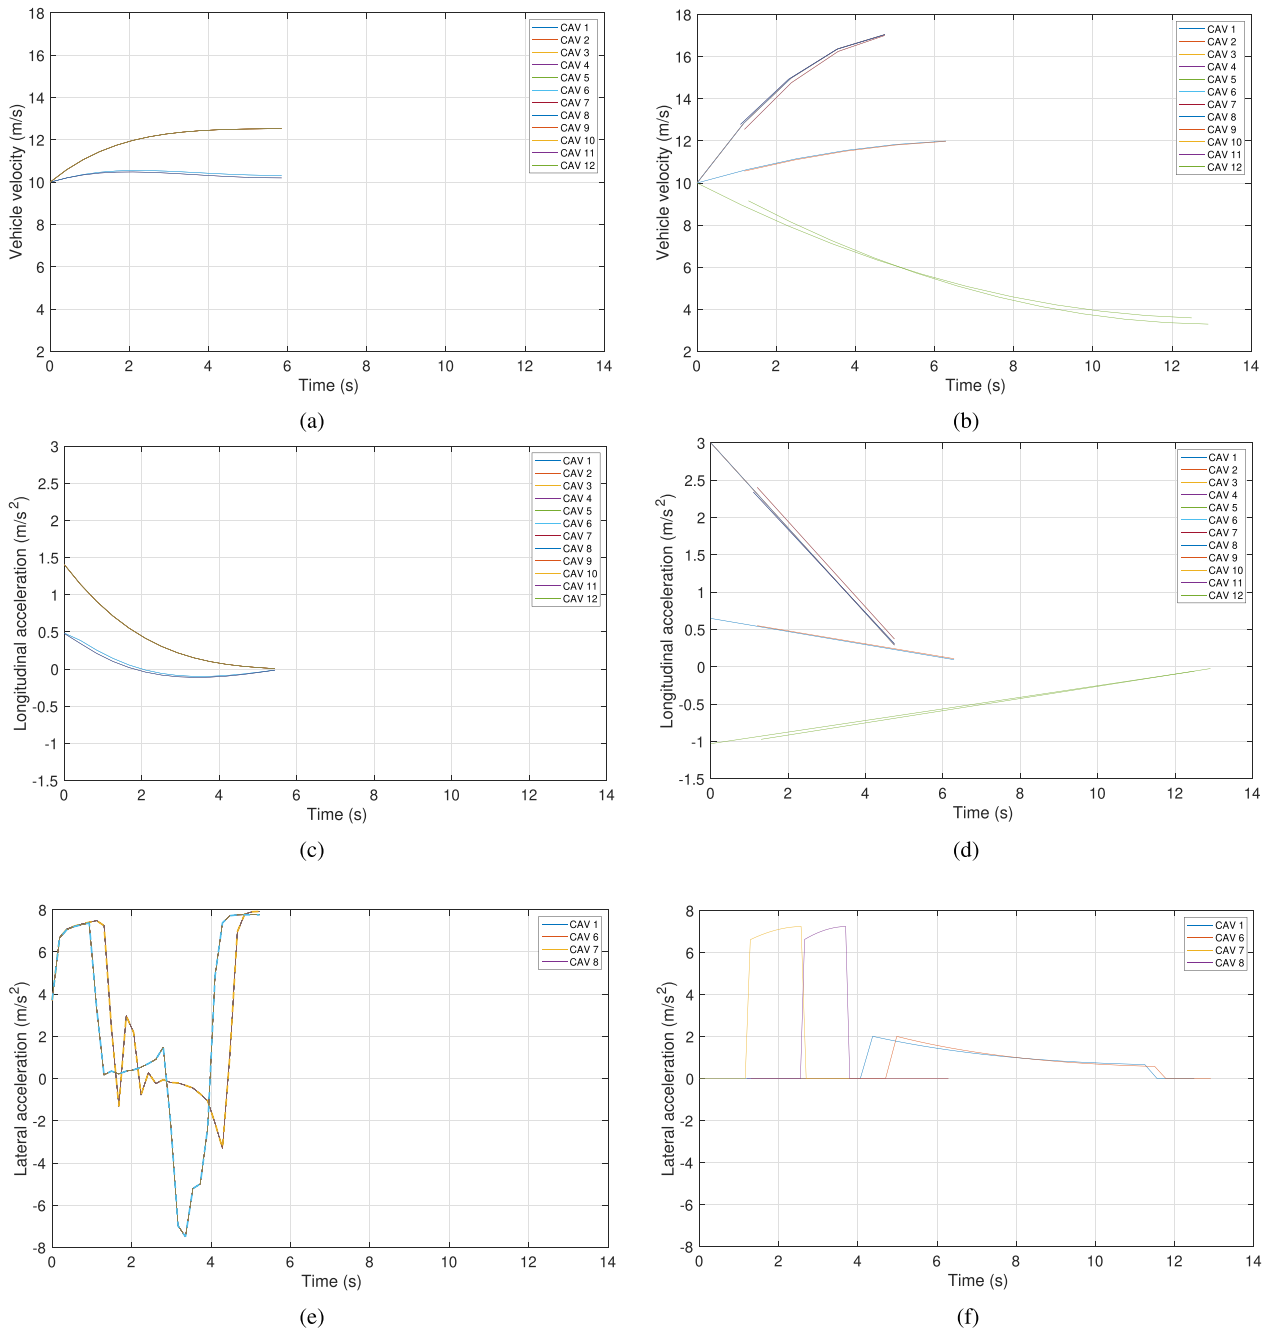 18
16
14
12
10
8
6
4
2
0 2 4 6 8 10 12 14
Vehicle velocity (m/s)
Time (s)
CAV 1
CAV 2
CAV 3
CAV 4
CAV 5
CAV 6
CAV 7
CAV 8
CAV 9
CAV 10
CAV 11
CAV 12
(a)
18
16
14
12
10
8
6
4
2
0 2 4 6 8 10 12 14
Vehicle velocity (m/s)
Time (s)
CAV 1
CAV 2
CAV 3
CAV 4
CAV 5
CAV 6
CAV 7
CAV 8
CAV 9
CAV 10
CAV 11
CAV 12
(b)
3
2.5
2
1.5
1
0.5
0
-0.5
-1
-1.5
0 2 4 6 8 10 12 14
Longitudinal acceleration (m/s²)
Time (s)
CAV 1
CAV 2
CAV 3
CAV 4
CAV 5
CAV 6
CAV 7
CAV 8
CAV 9
CAV 10
CAV 11
CAV 12
(c)
3
2.5
2
1.5
1
0.5
0
-0.5
-1
-1.5
0 2 4 6 8 10 12 14
Longitudinal acceleration (m/s²)
Time (s)
CAV 1
CAV 2
CAV 3
CAV 4
CAV 5
CAV 6
CAV 7
CAV 8
CAV 9
CAV 10
CAV 11
CAV 12
(d)
8
6
4
2
0
-2
-4
-6
-8
0 2 4 6 8 10 12 14
Lateral acceleration (m/s²)
Time (s)
CAV 1
CAV 6
CAV 7
CAV 8
(e)
8
6
4
2
0
-2
-4
-6
-8
0 2 4 6 8 10 12 14
Lateral acceleration (m/s²)
Time (s)
CAV 1
CAV 6
CAV 7
CAV 8
(f)